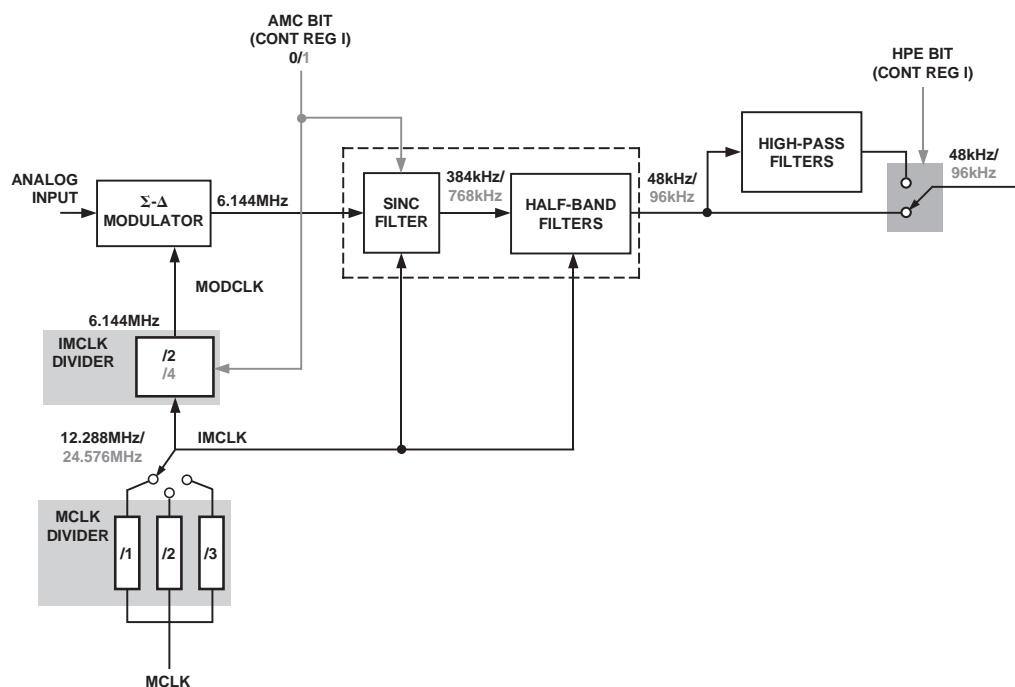 AMC BIT
(CONT REG I)
0/1
HPE BIT
(CONT REG I)
HIGH-PASS
FILTERS
48kHz/
96kHz
ANALOG
INPUT
Σ-Δ
MODULATOR
6.144MHz
SINC
FILTER
384kHz/
768kHz
HALF-BAND
FILTERS
48kHz/
96kHz
MODCLK
6.144MHz
IMCLK
DIVIDER
/2
/4
12.288MHz/
24.576MHz
IMCLK
MCLK
DIVIDER
/1
/2
/3
MCLK